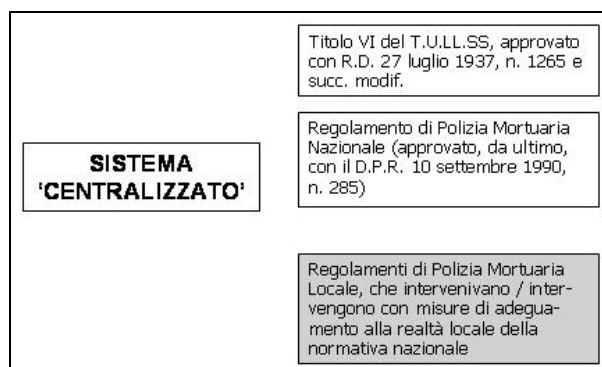 Titolo VI del T.U.LL.SS, approvato
con R.D. 27 luglio 1937, n. 1265 e
succ. modif.
Regolamento di Polizia Mortuaria
Nazionale (approvato, da ultimo,
con il D.P.R. 10 settembre 1990,
n. 285)
SISTEMA
'CENTRALIZZATO'
Regolamenti di Polizia Mortuaria
Locale, che intervenivano / inter-
vengono con misure di adegua-
mento alla realtà locale della
normativa nazionale